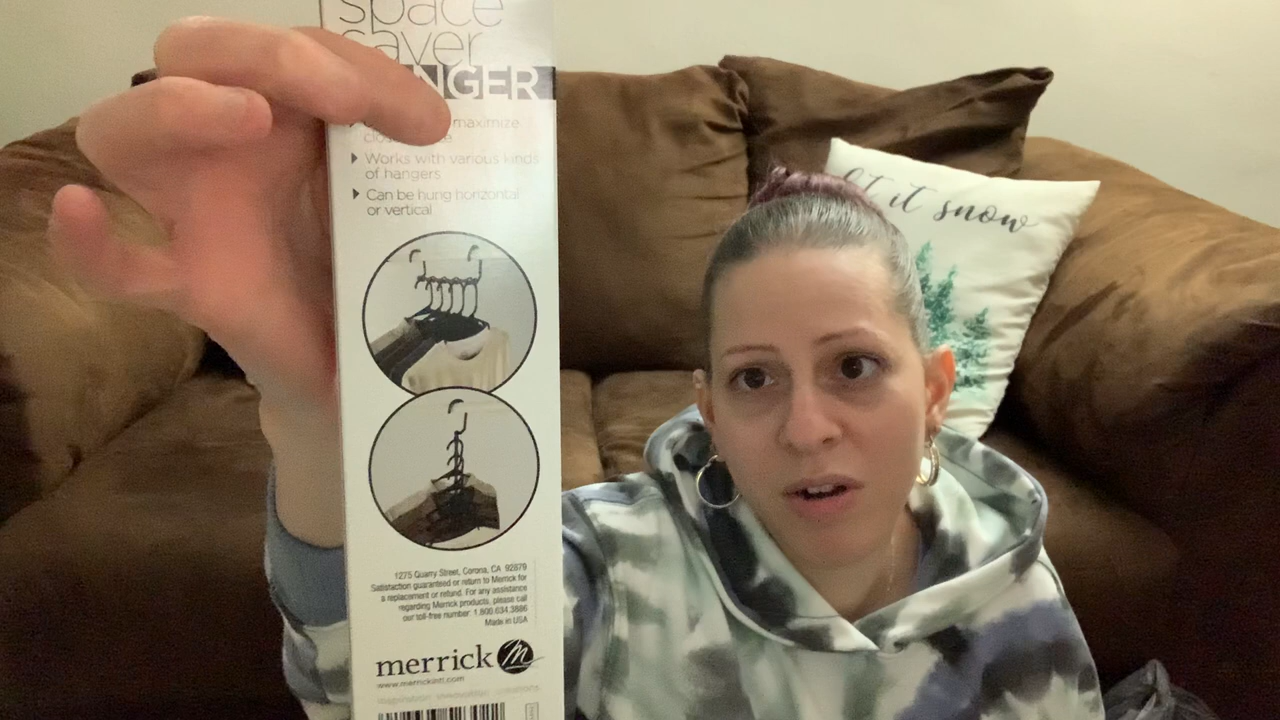 space
saver
NGER
maximize
Works with various kinds
of hangers
Can be hung horizontal
or vertical
1275 Quarry Street, Corona, CA 92879
Satisfaction guaranteed or return to Merrick for
a replacement or refund. For any assistance
regarding Merrick products, please call
our toll-free number: 1.800.634.3886
Made in USA
merrick M
www.merrickintl.com
let it snow